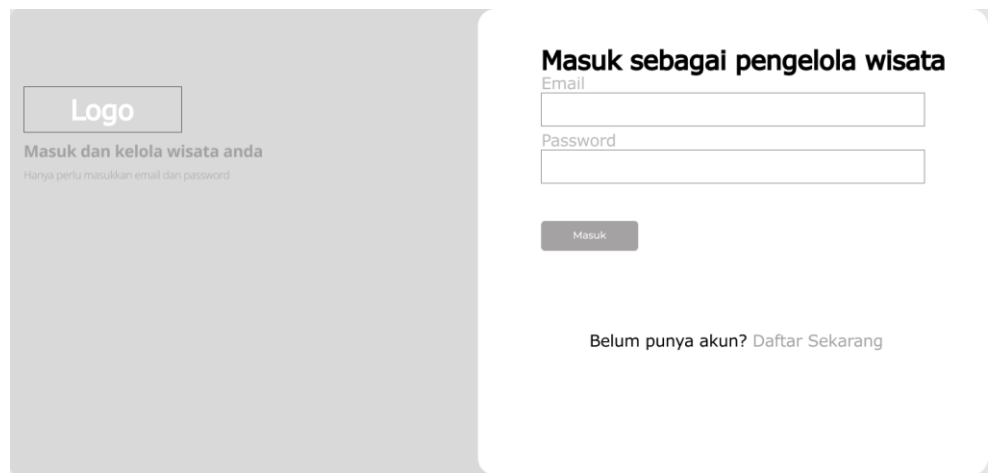 Logo
Masuk dan kelola wisata anda
Hanya perlu masukkan email dan password
Masuk sebagai pengelola wisata
Email
Password
Masuk
Belum punya akun? Daftar Sekarang